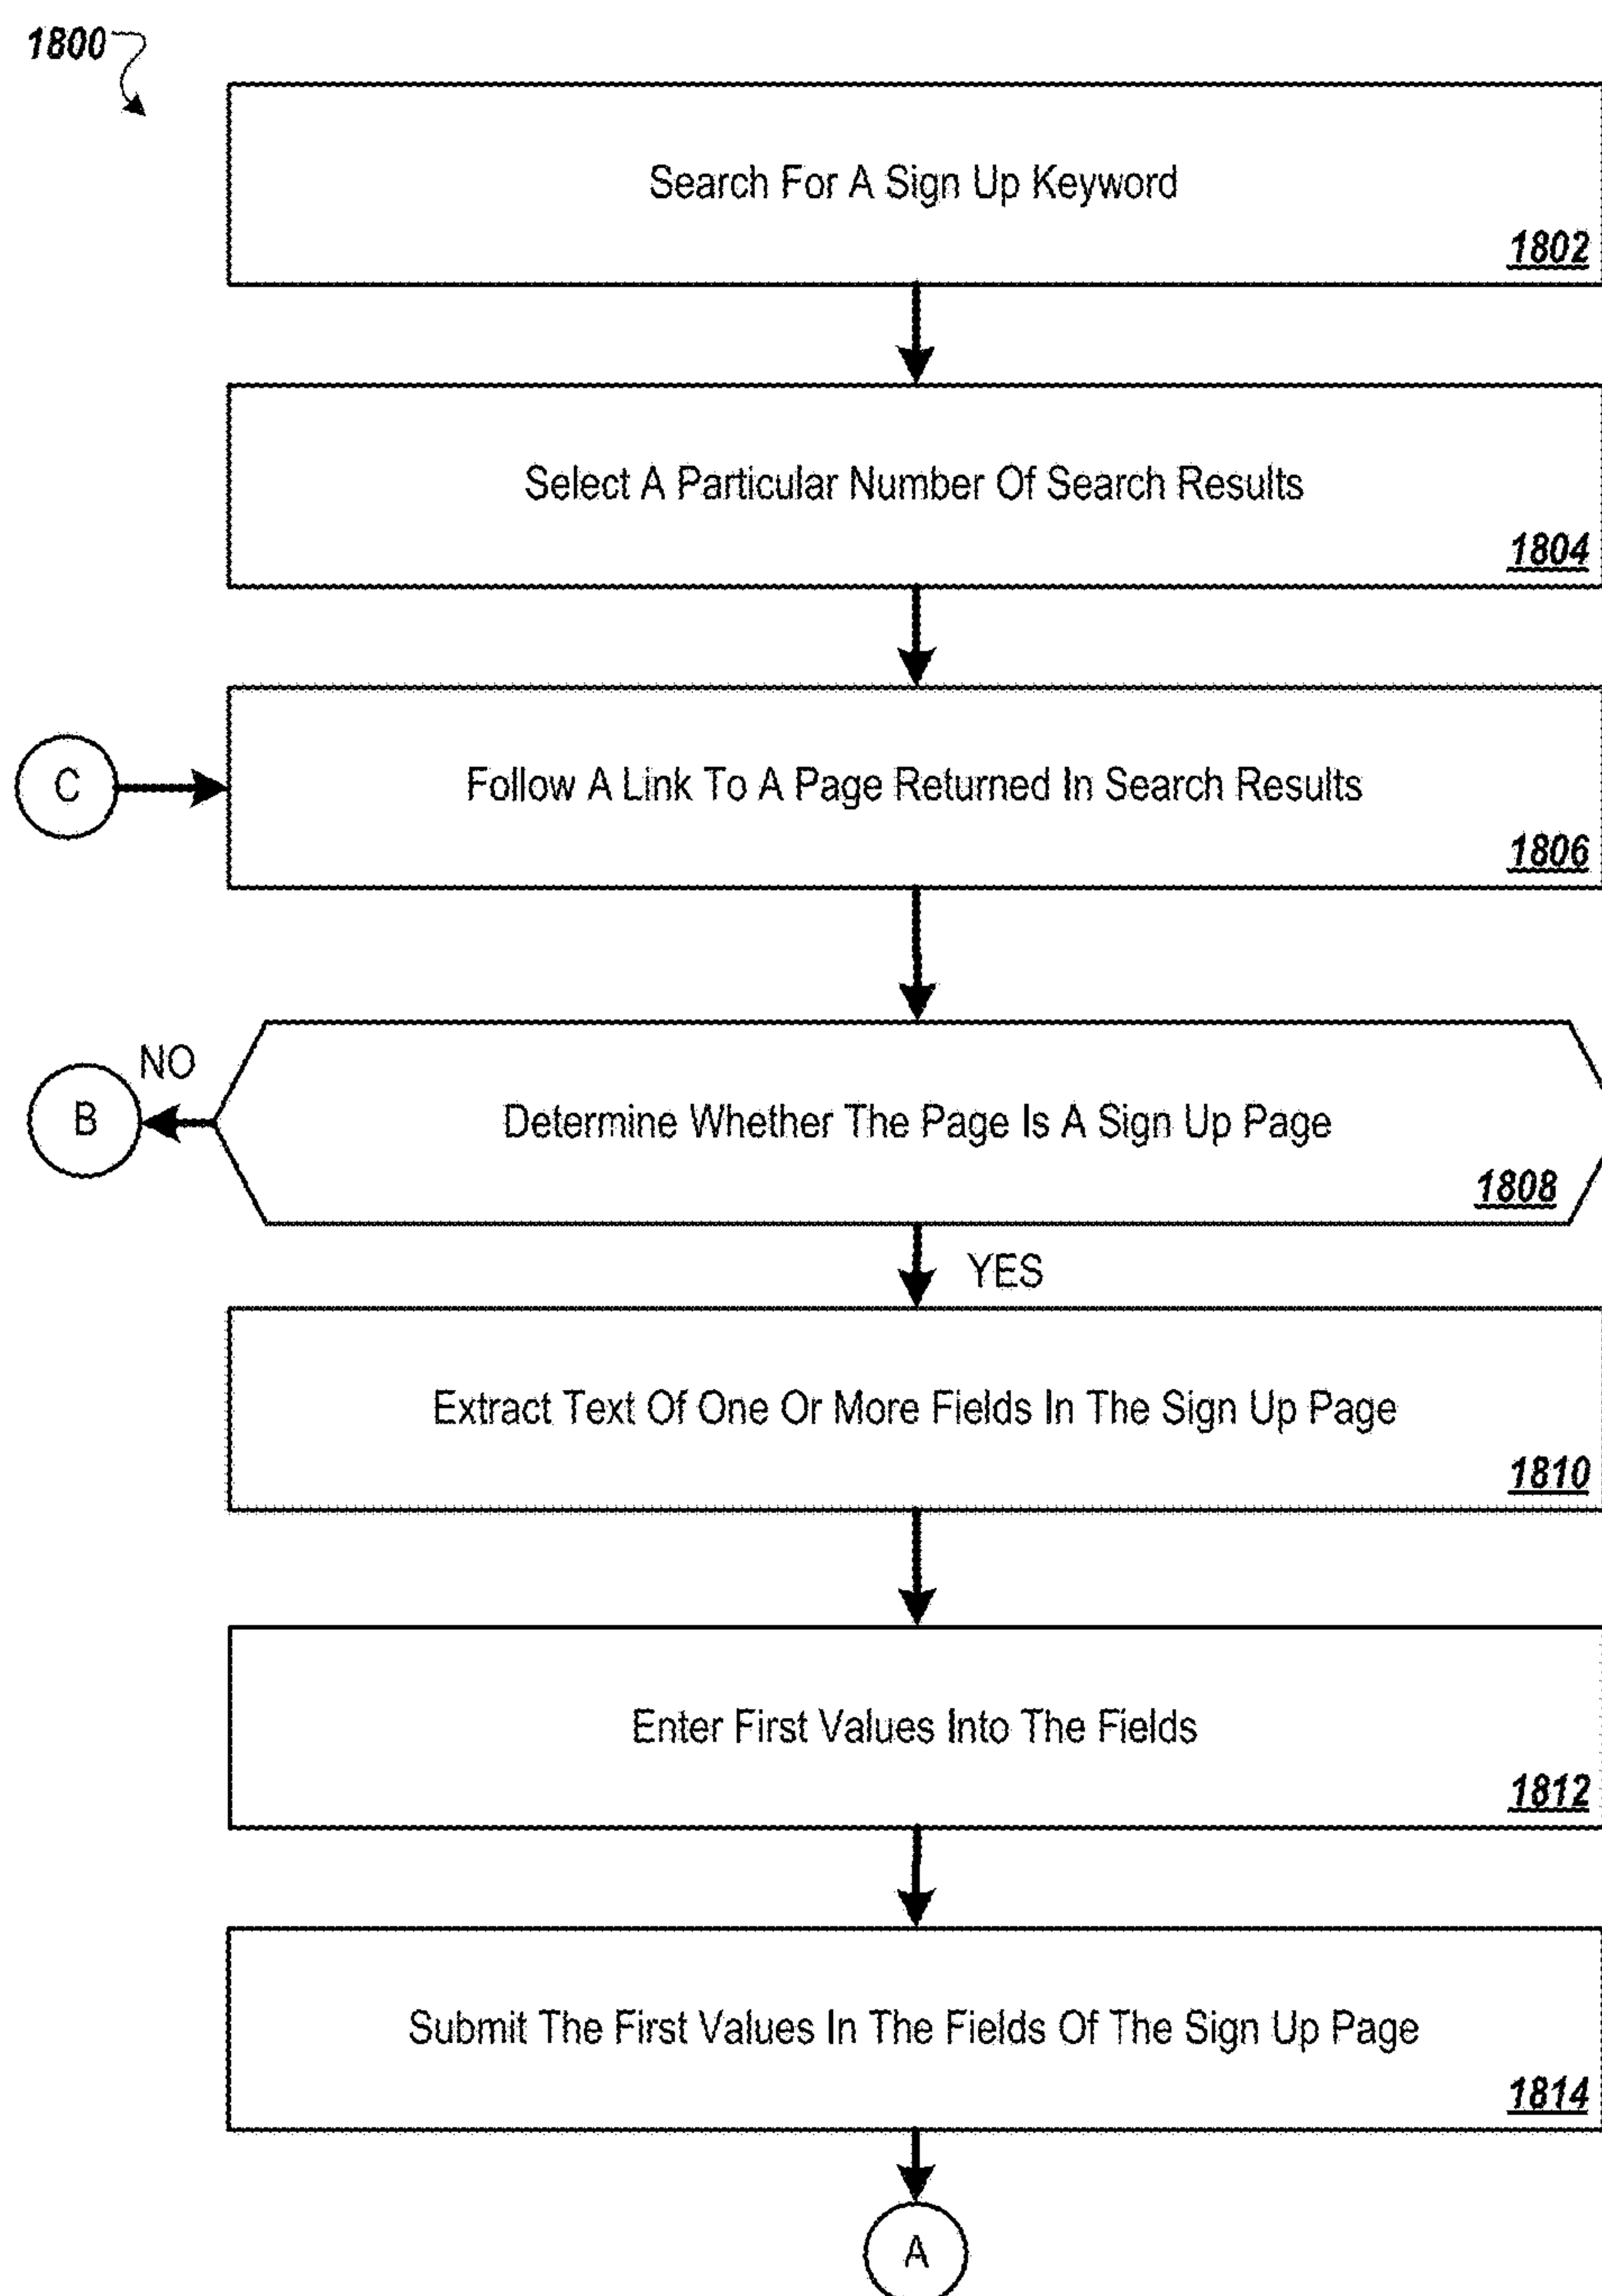 1800
Search For A Sign Up Keyword
1802
Select A Particular Number Of Search Results
1804
C
Follow A Link To A Page Returned In Search Results
1806
NO
B
Determine Whether The Page Is A Sign Up Page
1808
YES
Extract Text Of One Or More Fields In The Sign Up Page
1810
Enter First Values Into The Fields
1812
Submit The First Values In The Fields Of The Sign Up Page
1814
A